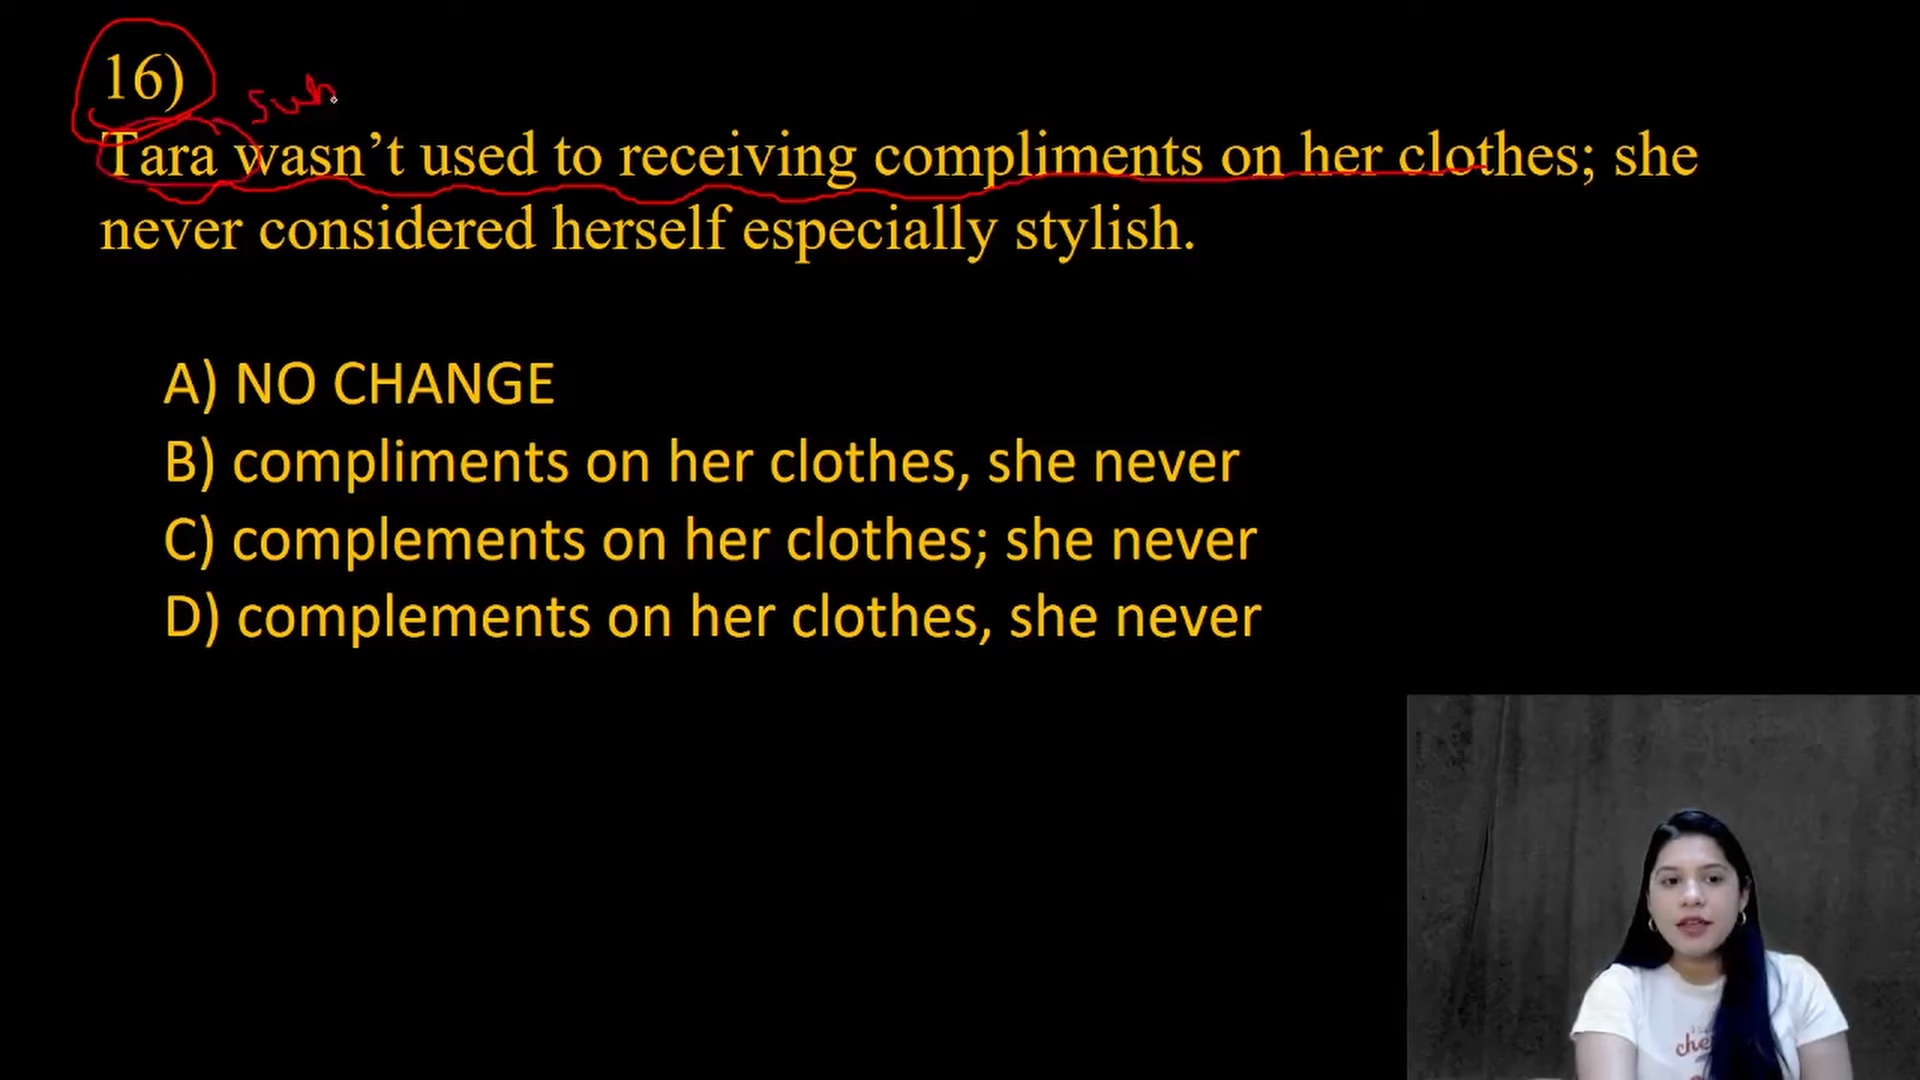 16)
sub
Tara wasn’t used to receiving compliments on her clothes; she
never considered herself especially stylish.
A) NO CHANGE
B) compliments on her clothes, she never
C) complements on her clothes; she never
D) complements on her clothes, she never